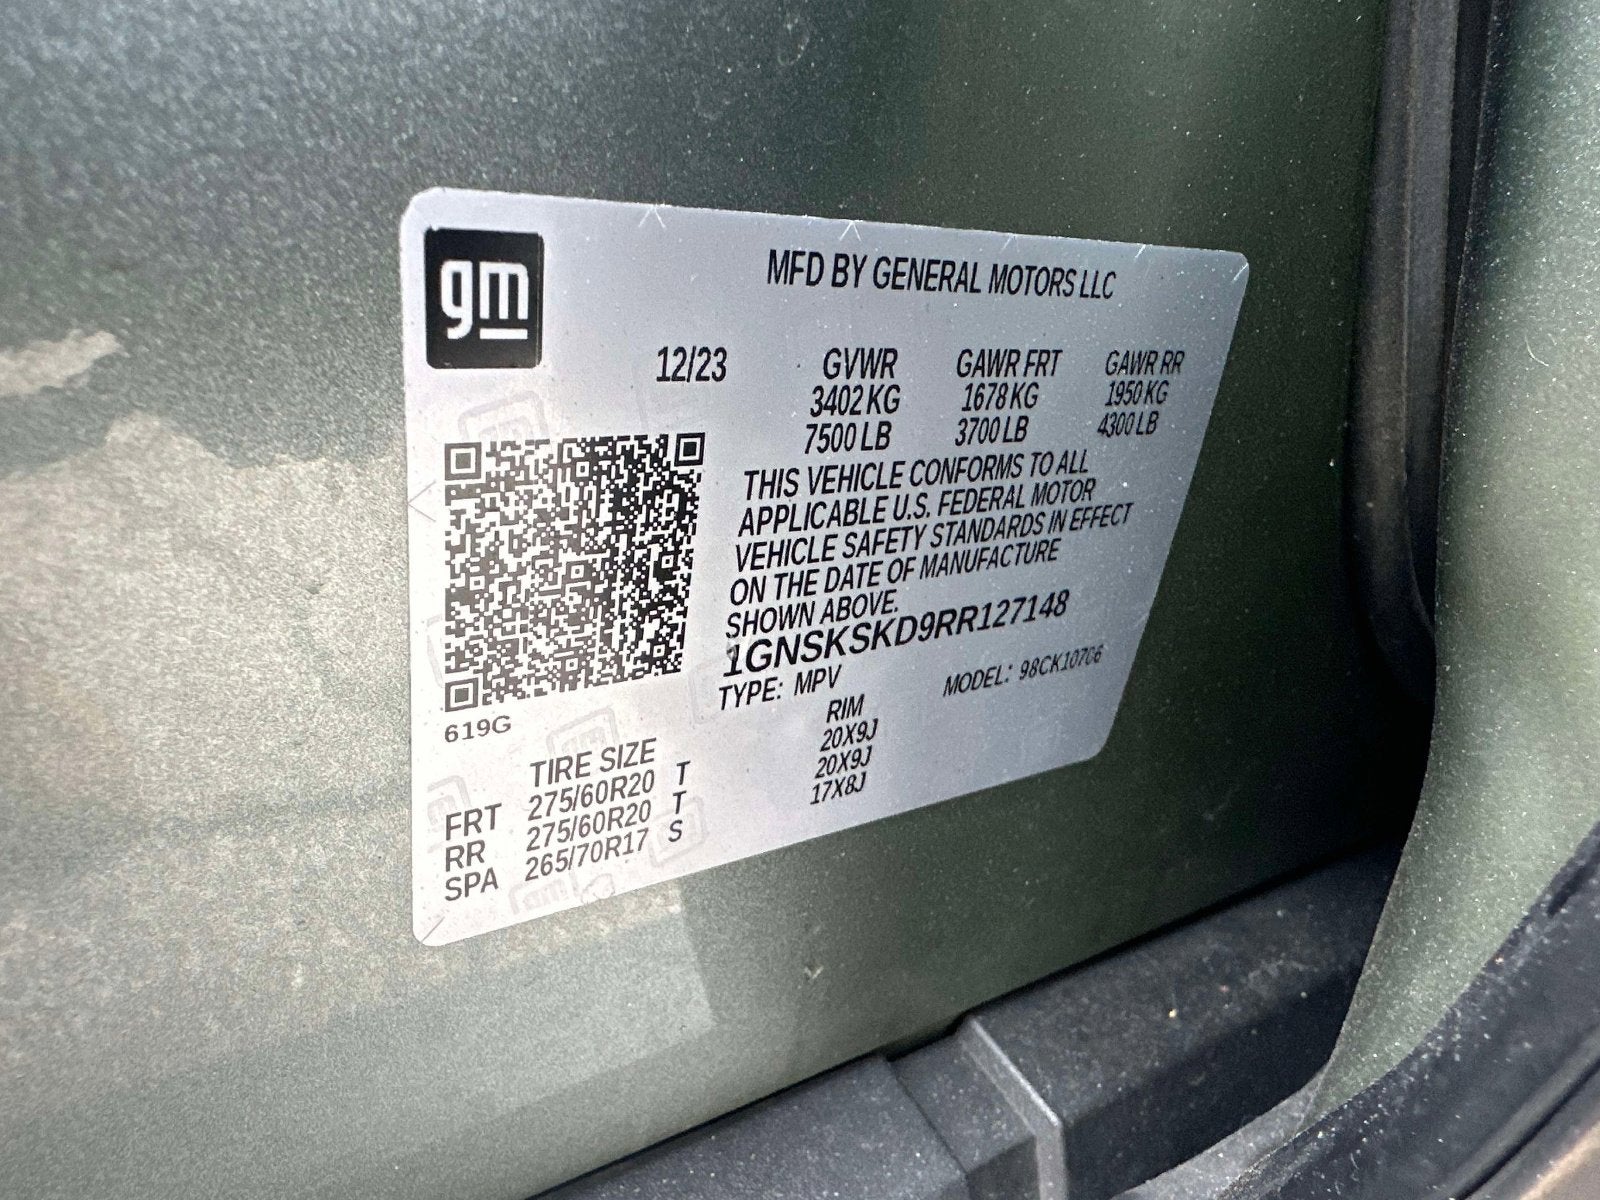 gm
MFD BY GENERAL MOTORS LLC
12/23 GVWR GAWR FRT GAWR RR
3402 KG 1678 KG 1950 KG
7500 LB 3700 LB 4300 LB
THIS VEHICLE CONFORMS TO ALL
APPLICABLE U.S. FEDERAL MOTOR
VEHICLE SAFETY STANDARDS IN EFFECT
ON THE DATE OF MANUFACTURE
SHOWN ABOVE.
1GNSKSKD9RR127148
TYPE: MPV MODEL: 98CK10706
619G
TIRE SIZE RIM
FRT 275/60R20 T 20X9J
RR 275/60R20 T 20X9J
SPA 265/70R17 S 17X8J